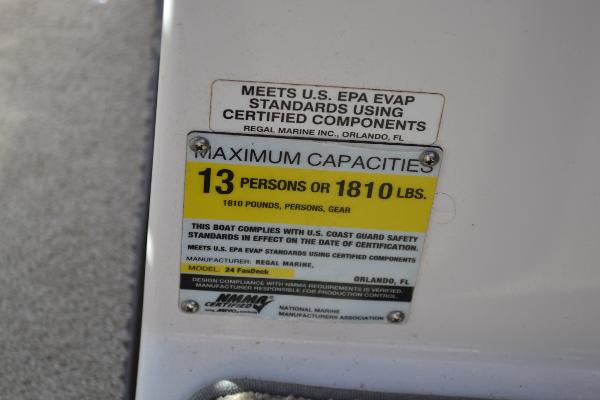 MEETS U.S. EPA EVAP
STANDARDS USING
CERTIFIED COMPONENTS
REGAL MARINE INC., ORLANDO, FL
MAXIMUM CAPACITIES
13 PERSONS OR 1810 LBS.
1810 POUNDS, PERSONS, GEAR
THIS BOAT COMPLIES WITH U.S. COAST GUARD SAFETY
STANDARDS IN EFFECT ON THE DATE OF CERTIFICATION.
MEETS U.S. EPA EVAP STANDARDS USING CERTIFIED COMPONENTS
MANUFACTURER: REGAL MARINE,
ORLANDO, FL
MODEL: 24 FasDeck
DESIGN COMPLIANCE WITH NMMA REQUIREMENTS IS VERIFIED.
MANUFACTURER RESPONSIBLE FOR PRODUCTION CONTROL.
NMMA
CERTIFIED
NATIONAL MARINE
MANUFACTURERS ASSOCIATION